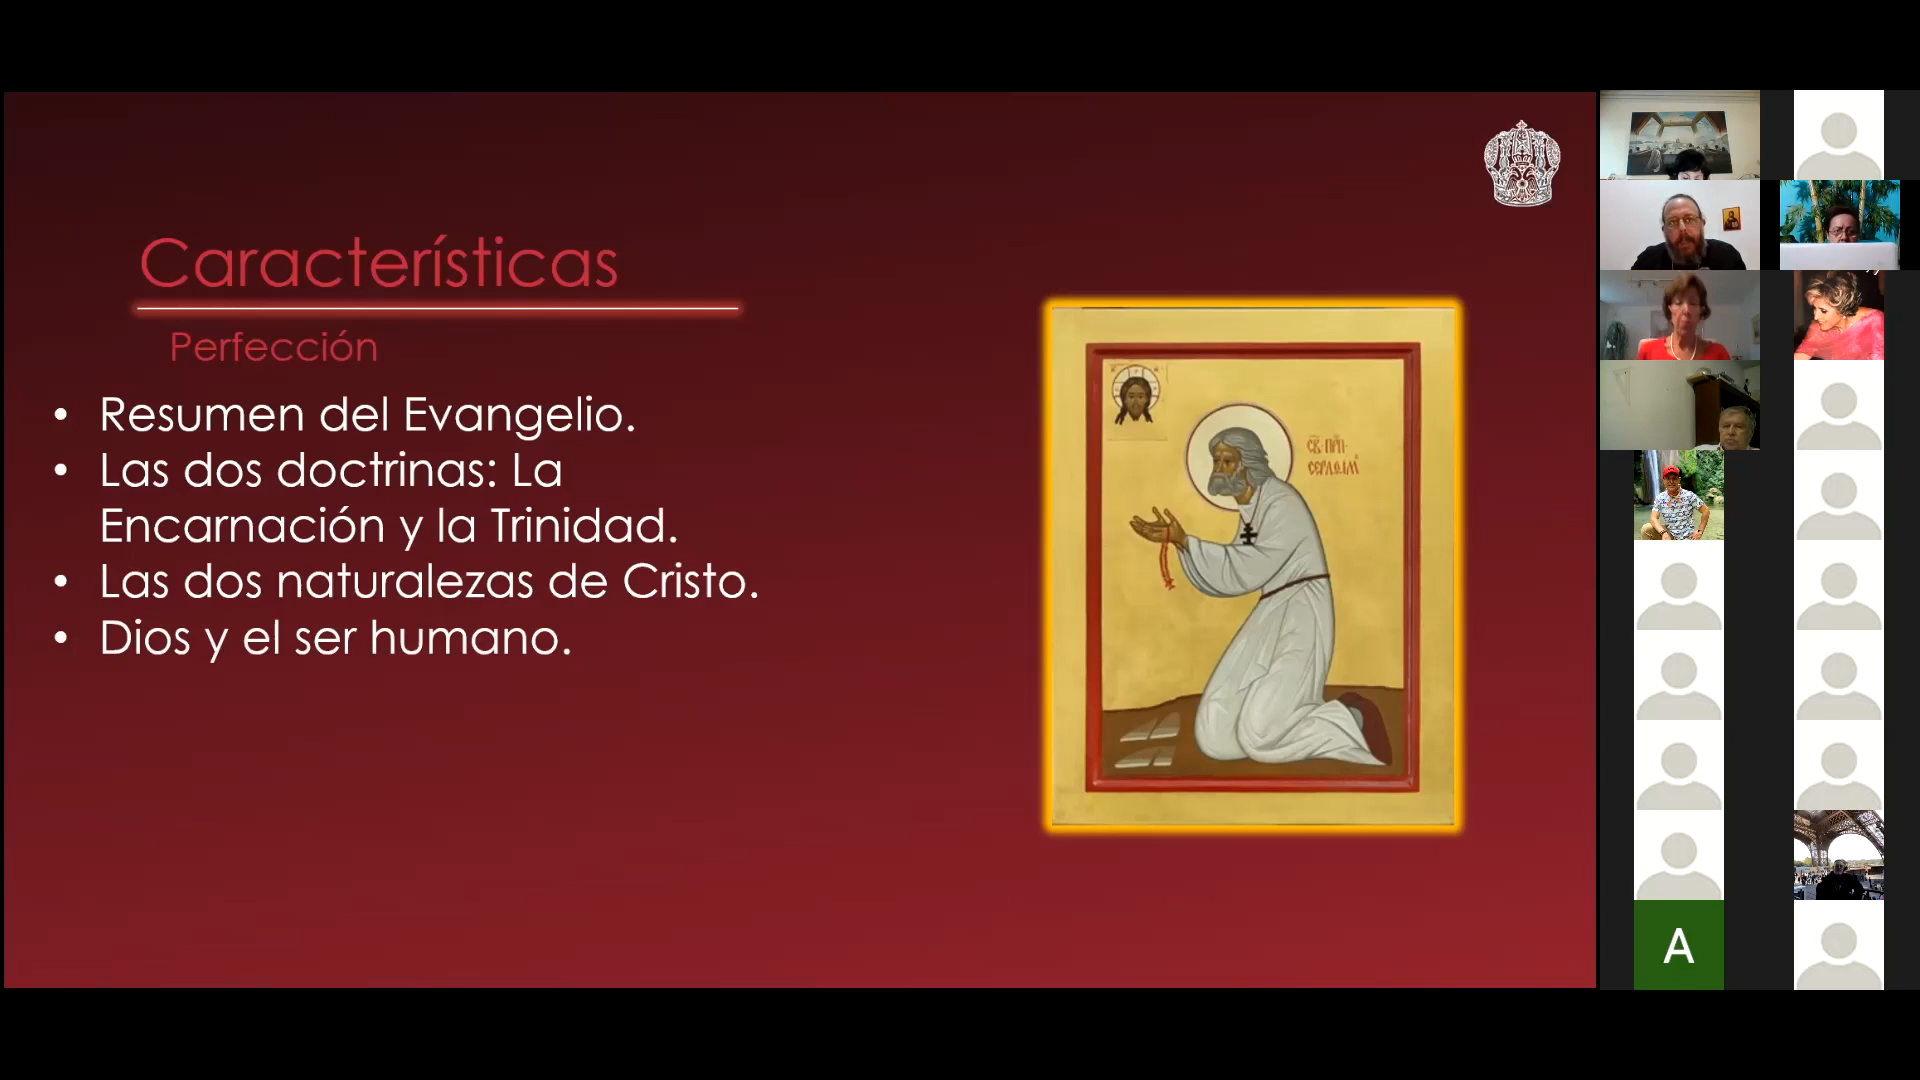 Características
Perfección
• Resumen del Evangelio.
• Las dos doctrinas: La
Encarnación y la Trinidad.
• Las dos naturalezas de Cristo.
• Dios y el ser humano.
A